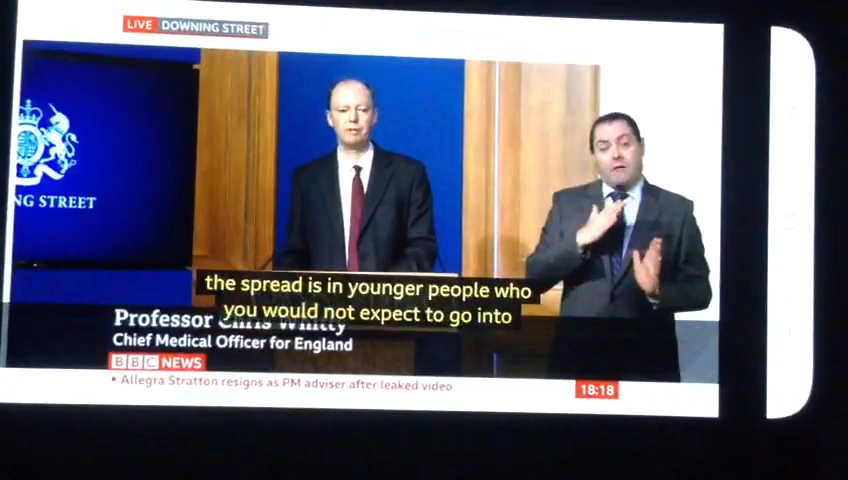 LIVE DOWNING STREET
NG STREET
the spread is in younger people who
you would not expect to go into
Professor Chris Whitty
Chief Medical Officer for England
BBC NEWS
• Allegra Stratton resigns as PM adviser after leaked video
18:18